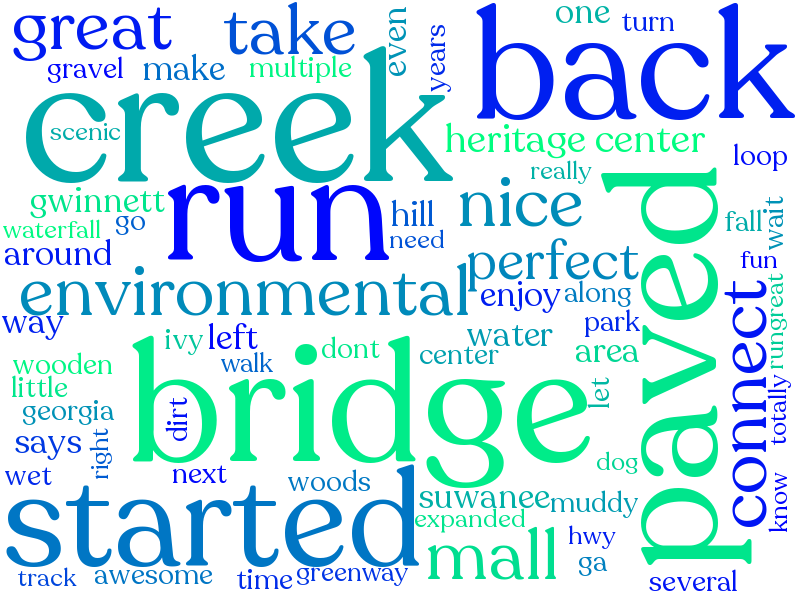 great
take
even
years
one
turn
back
gravel
make
multiple
creek
scenic
heritage center
loop
really
gwinnett
run
hill
nice
paved
waterfall
go
need
fall
wait
around
perfect
fun
environmental
enjoy
along
connect
great
way
ivy
left
water
park
run
wooden
bridge
dont
center
area
little
walk
let
totally
georgia
dirt
says
right
dog
wet
next
woods
know
started
suwanee
muddy
expanded
mall
hwy
ga
track
awesome
time
greenway
several